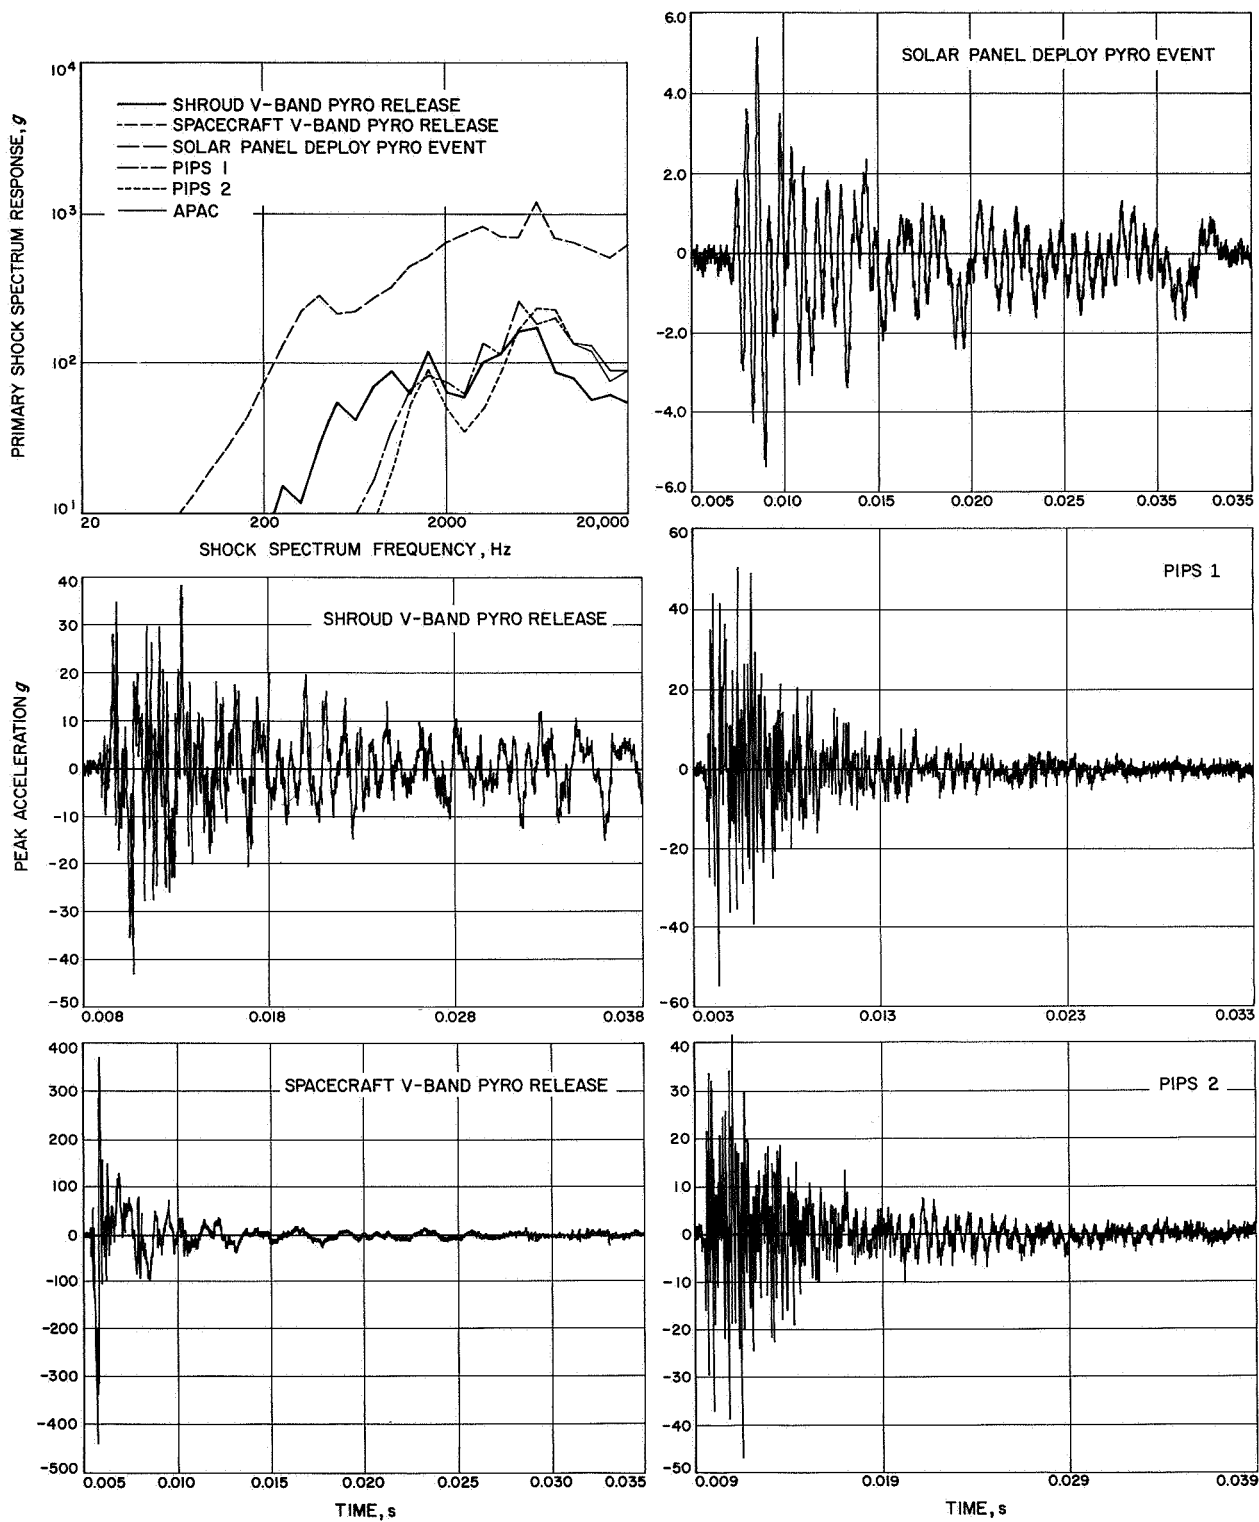 10⁴
10³
10²
10¹
PRIMARY SHOCK SPECTRUM RESPONSE, g
SHROUD V-BAND PYRO RELEASE
SPACECRAFT V-BAND PYRO RELEASE
SOLAR PANEL DEPLOY PYRO EVENT
PIPS 1
PIPS 2
APAC
20 200 2000 20,000
SHOCK SPECTRUM FREQUENCY, Hz
SOLAR PANEL DEPLOY PYRO EVENT
6.0
4.0
2.0
0
-2.0
-4.0
-6.0
0.005 0.010 0.015 0.020 0.025 0.035 0.035
PEAK ACCELERATION g
SHROUD V-BAND PYRO RELEASE
40
30
20
10
0
-10
-20
-30
-40
-50
0.008 0.018 0.028 0.038
PIPS 1
60
40
20
0
-20
-40
-60
0.003 0.013 0.023 0.033
SPACECRAFT V-BAND PYRO RELEASE
400
300
200
100
0
-100
-200
-300
-400
-500
0.005 0.010 0.020 0.025 0.030 0.035
TIME, s
PIPS 2
40
30
20
10
0
-10
-20
-30
-40
-50
0.009 0.019 0.029 0.039
TIME, s